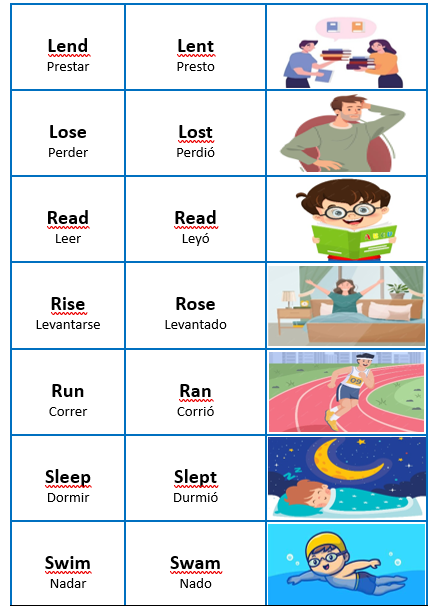 Lend Lent
Prestar Presto
Lose Lost
Perder Perdió
Read Read
Leer Leyó
Rise Rose
Levantarse Levantado
Run Ran
Correr Corrió
09
Sleep Slept
Dormir Durmió
Swim Swam
Nadar Nado